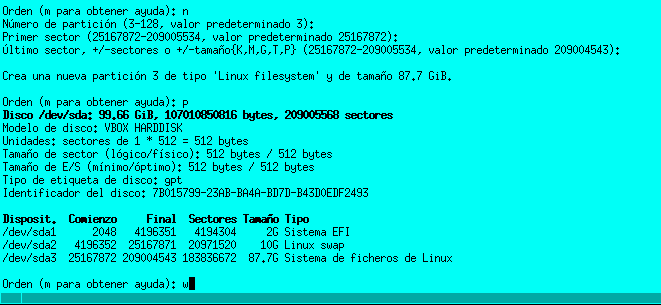 Orden (m para obtener ayuda): n
Número de partición (3-128, valor predeterminado 3):
Primer sector (25167872-209005534, valor predeterminado 25167872):
Último sector, +/-sectores o +/-tamaño{K,M,G,T,P} (25167872-209005534, valor predeterminado 209004543):
Crea una nueva partición 3 de tipo 'Linux filesystem' y de tamaño 87.7 GiB.
Orden (m para obtener ayuda): p
Disco /dev/sda: 99.66 GiB, 107010850816 bytes, 209005568 sectores
Modelo de disco: VBOX HARDDISK
Unidades: sectores de 1 * 512 = 512 bytes
Tamaño de sector (lógico/físico): 512 bytes / 512 bytes
Tamaño de E/S (mínimo/óptimo): 512 bytes / 512 bytes
Tipo de etiqueta de disco: gpt
Identificador del disco: 7B015799-23AB-BA4A-BD7D-B43D0EDF2493
Disposit. Comienzo Final Sectores Tamaño Tipo
/dev/sda1 2048 4196351 4194304 2G Sistema EFI
/dev/sda2 4196352 25167871 20971520 10G Linux swap
/dev/sda3 25167872 209004543 183836672 87.7G Sistema de ficheros de Linux
Orden (m para obtener ayuda): w